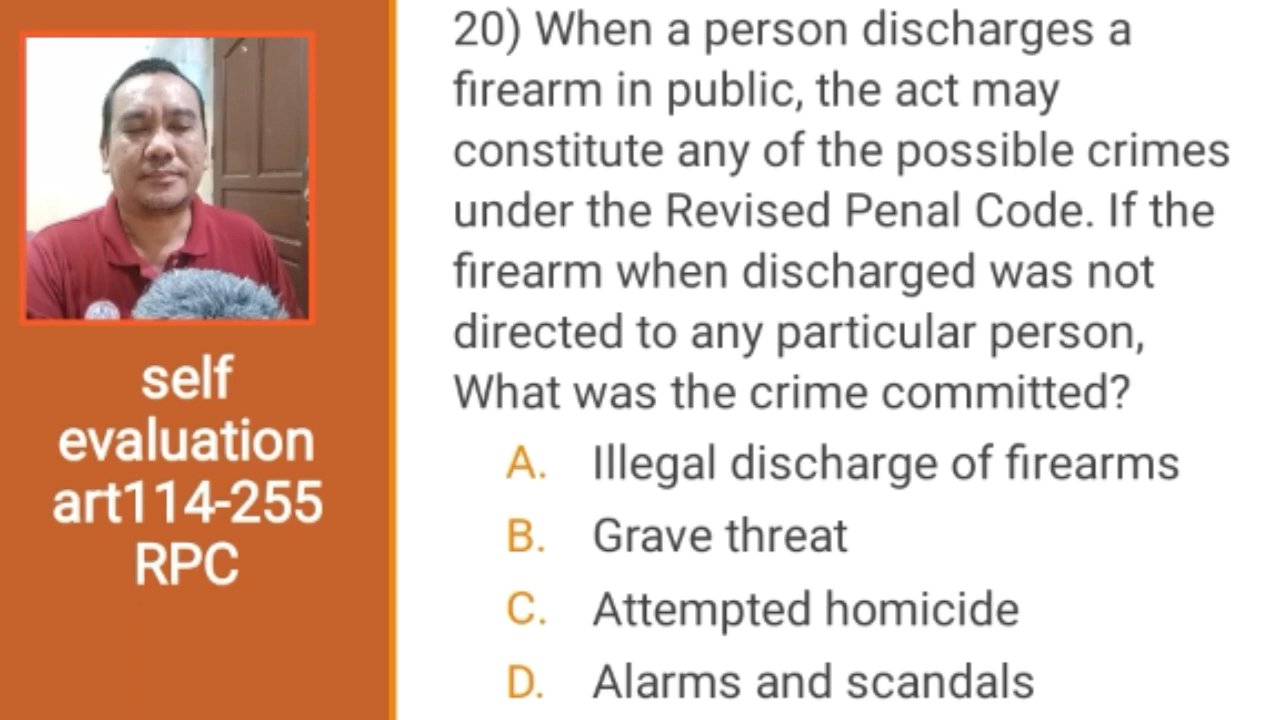 self
evaluation
art114-255
RPC
20) When a person discharges a
firearm in public, the act may
constitute any of the possible crimes
under the Revised Penal Code. If the
firearm when discharged was not
directed to any particular person,
What was the crime committed?
A. Illegal discharge of firearms
B. Grave threat
C. Attempted homicide
D. Alarms and scandals